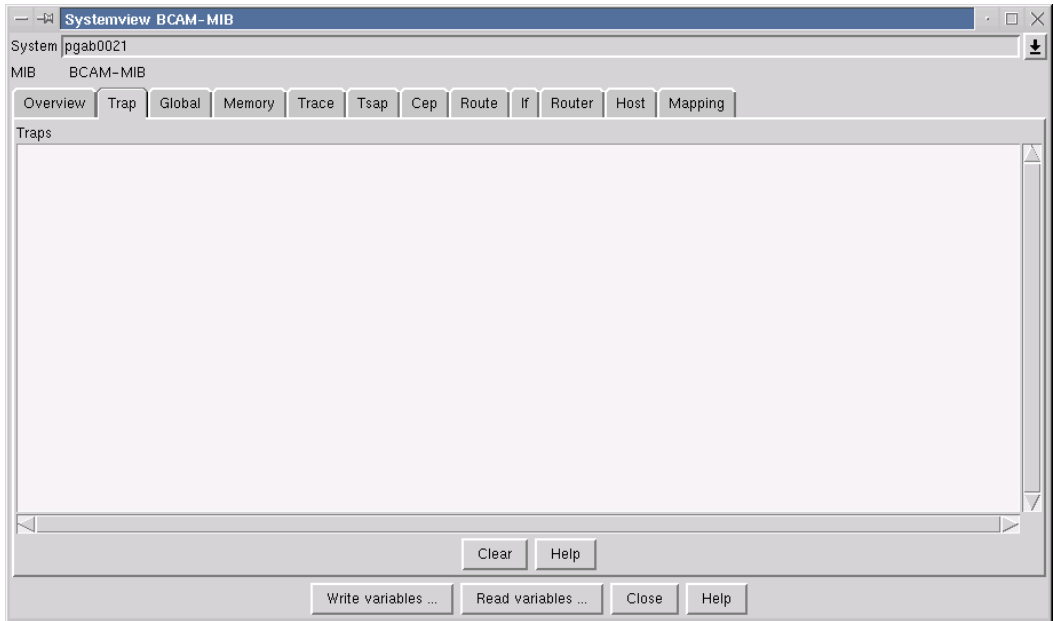 Systemview BCAM-MIB
System pgab0021
MIB BCAM-MIB
Overview Trap Global Memory Trace Tsap Cep Route If Router Host Mapping
Traps
Clear Help
Write variables ... Read variables ... Close Help